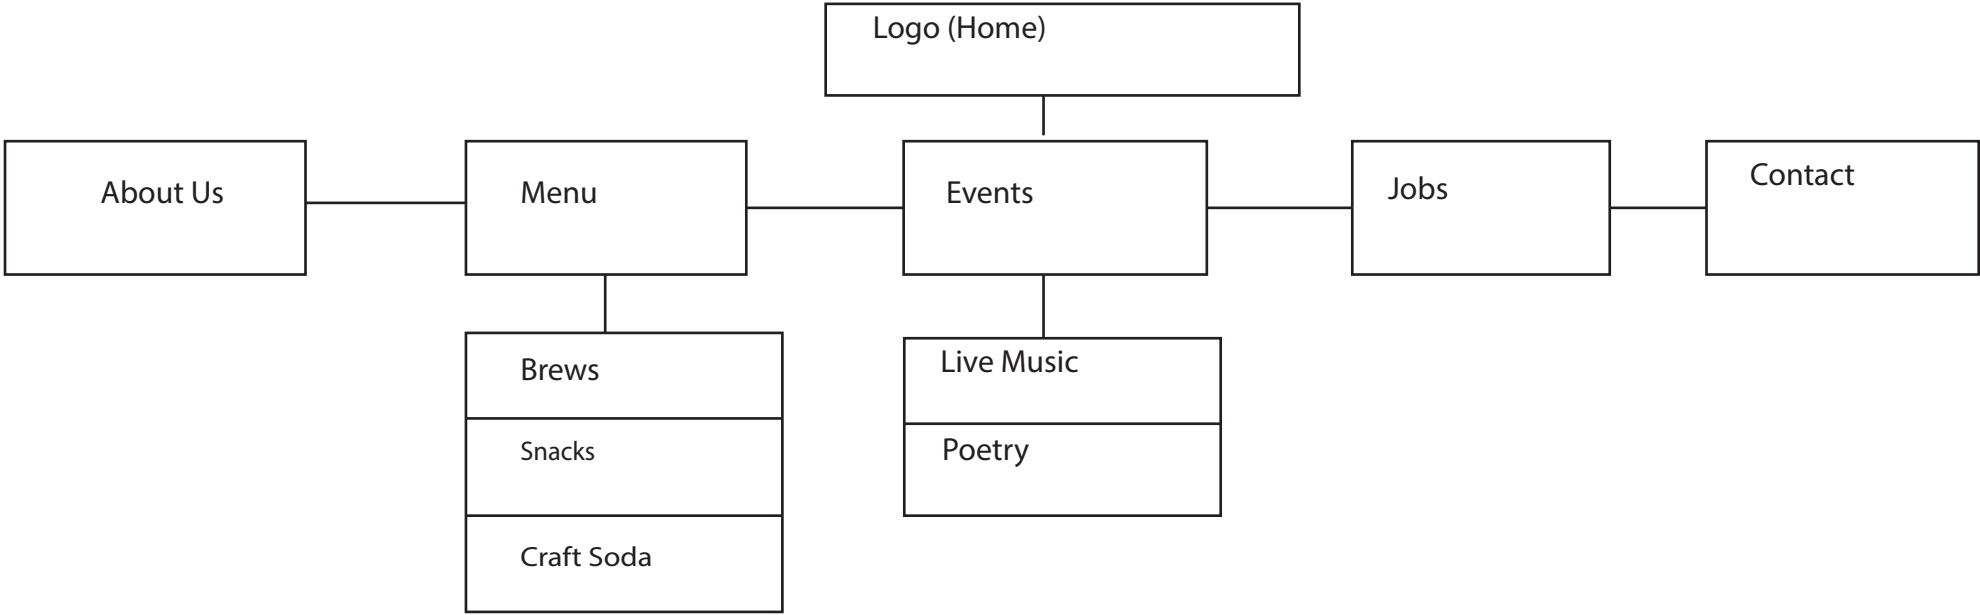 Logo (Home)
About Us
Menu
Events
Jobs
Contact
Brews
Snacks
Craft Soda
Live Music
Poetry